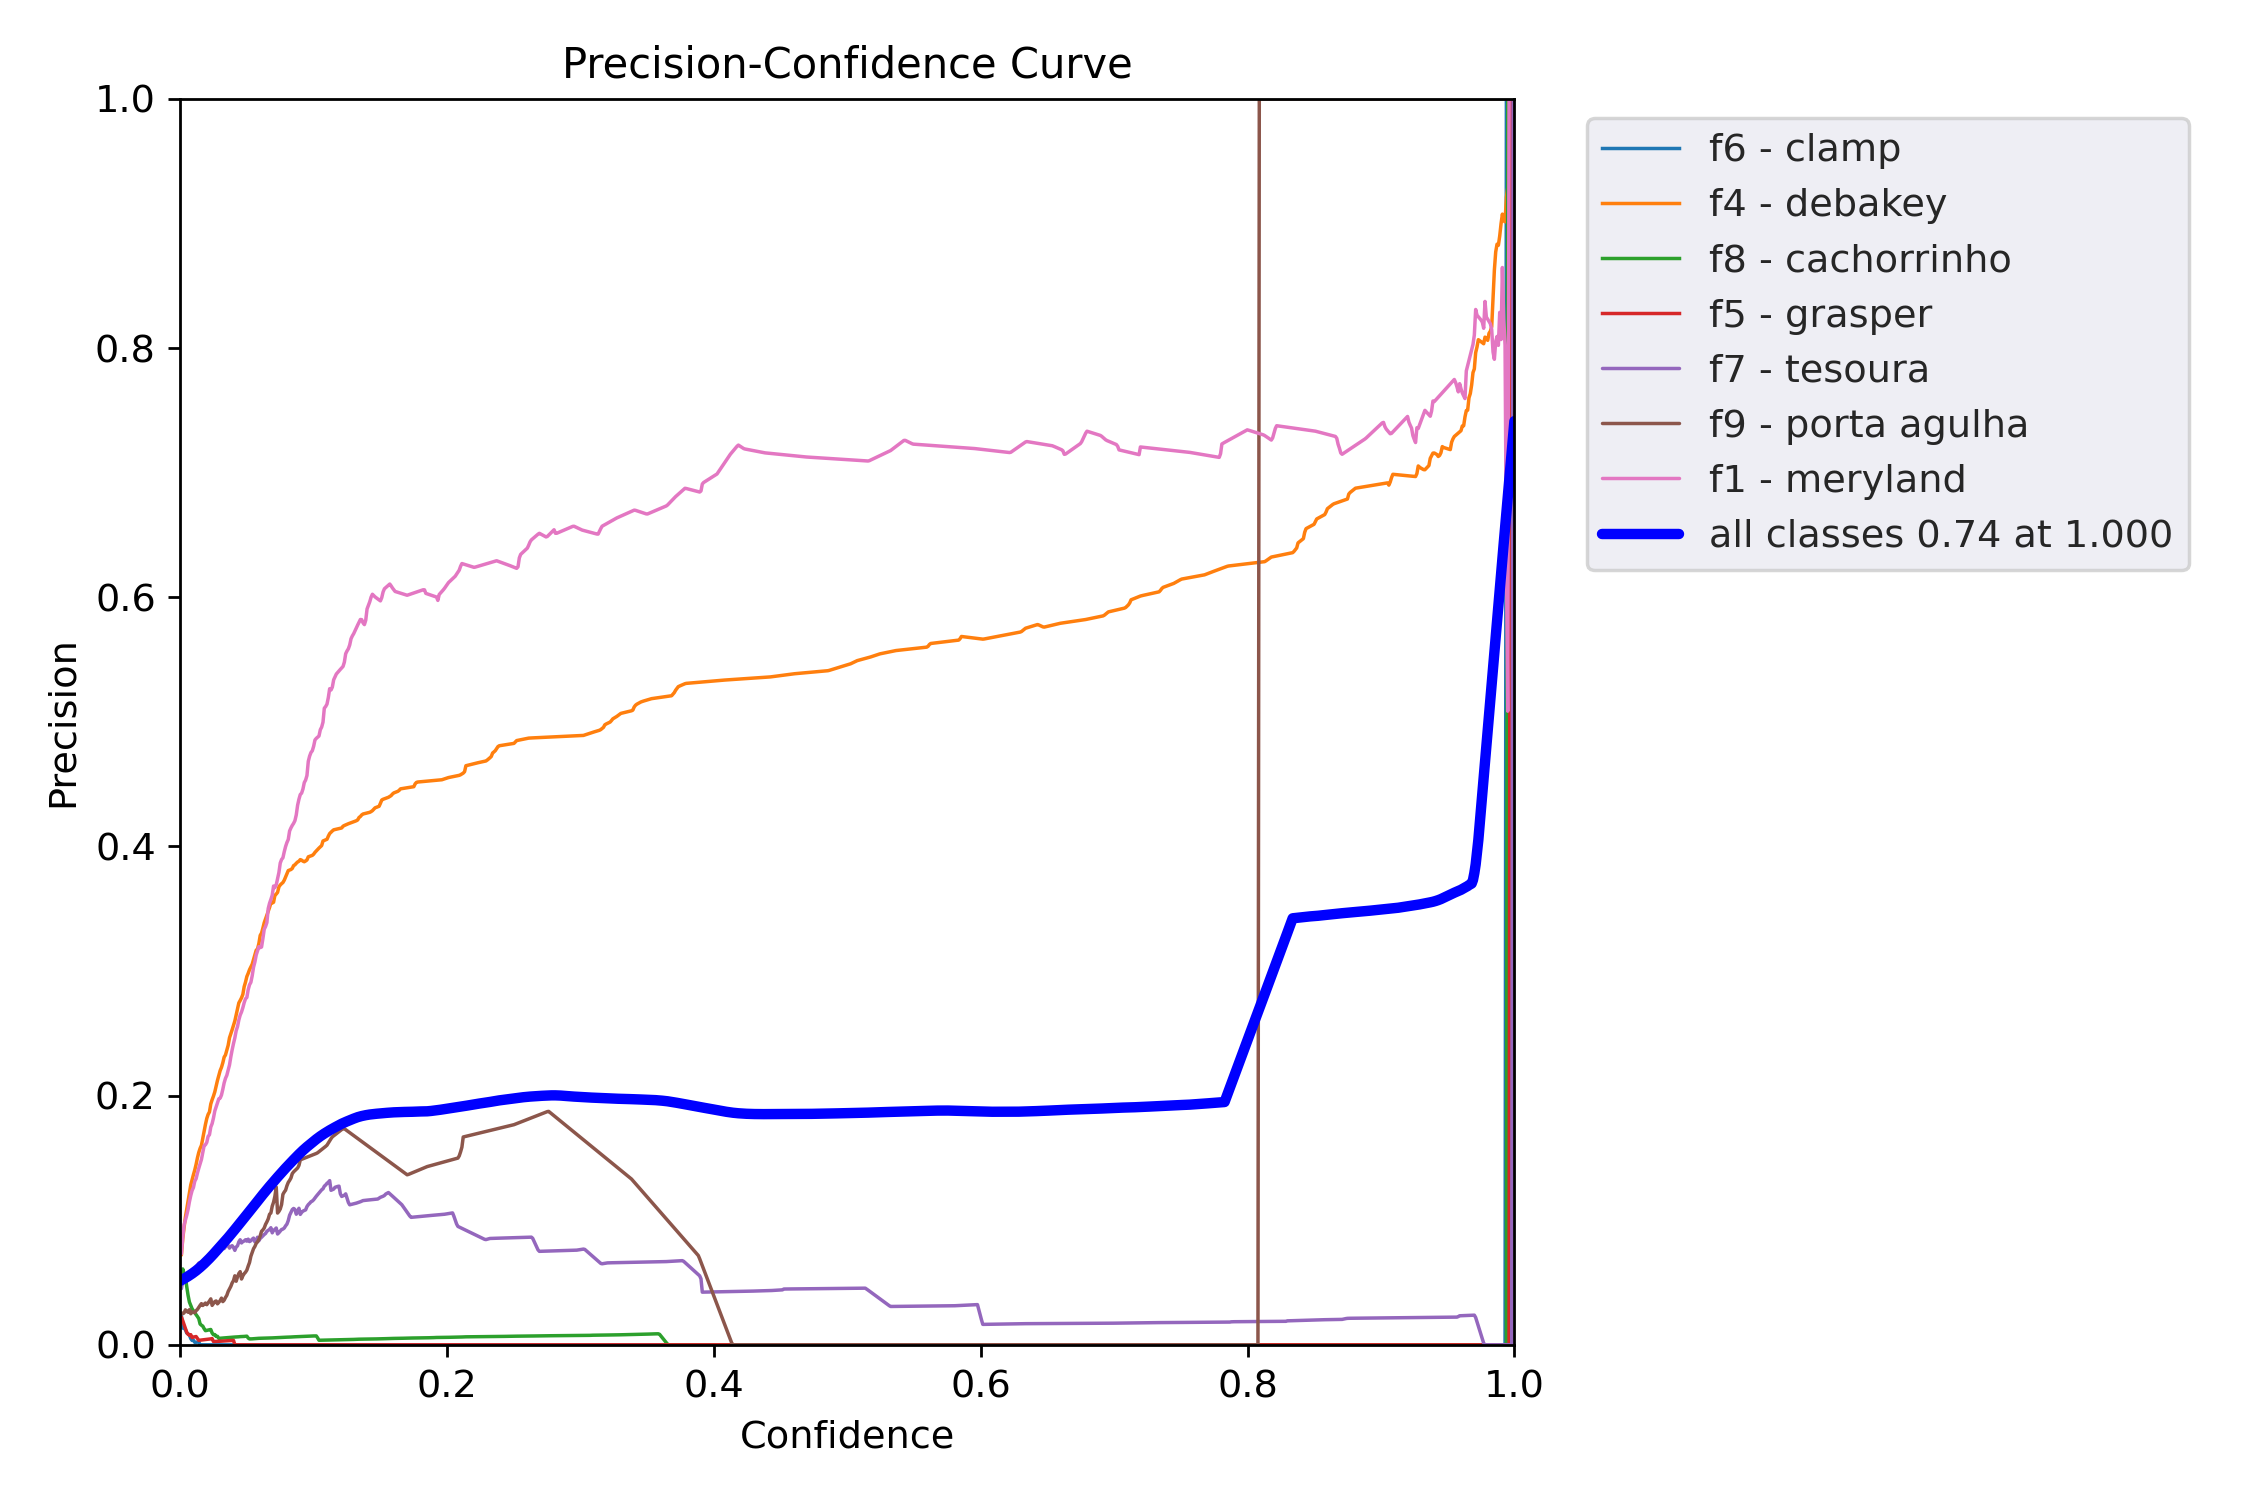 Precision-Confidence Curve
1.0
0.8
0.6
0.4
0.2
0.0
Precision
0.0 0.2 0.4 0.6 0.8 1.0
Confidence
f6 - clamp
f4 - debakey
f8 - cachorrinho
f5 - grasper
f7 - tesoura
f9 - porta agulha
f1 - meryland
all classes 0.74 at 1.000